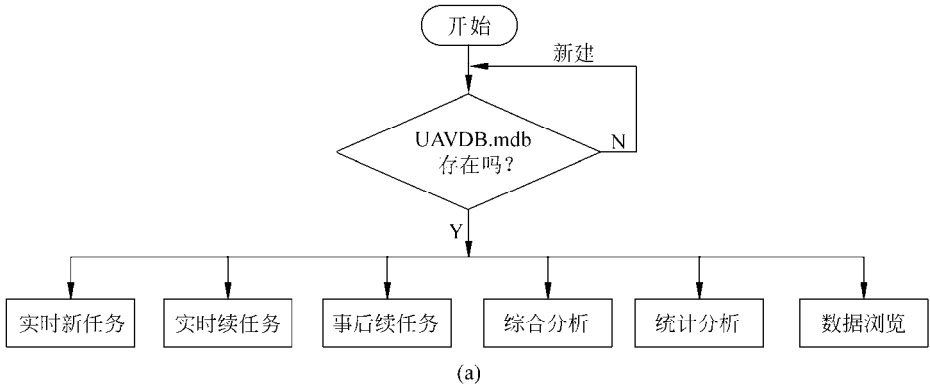 开始
新建
UAVDB.mdb
存在吗?
N
Y
实时新任务
实时续任务
事后续任务
综合分析
统计分析
数据浏览
(a)